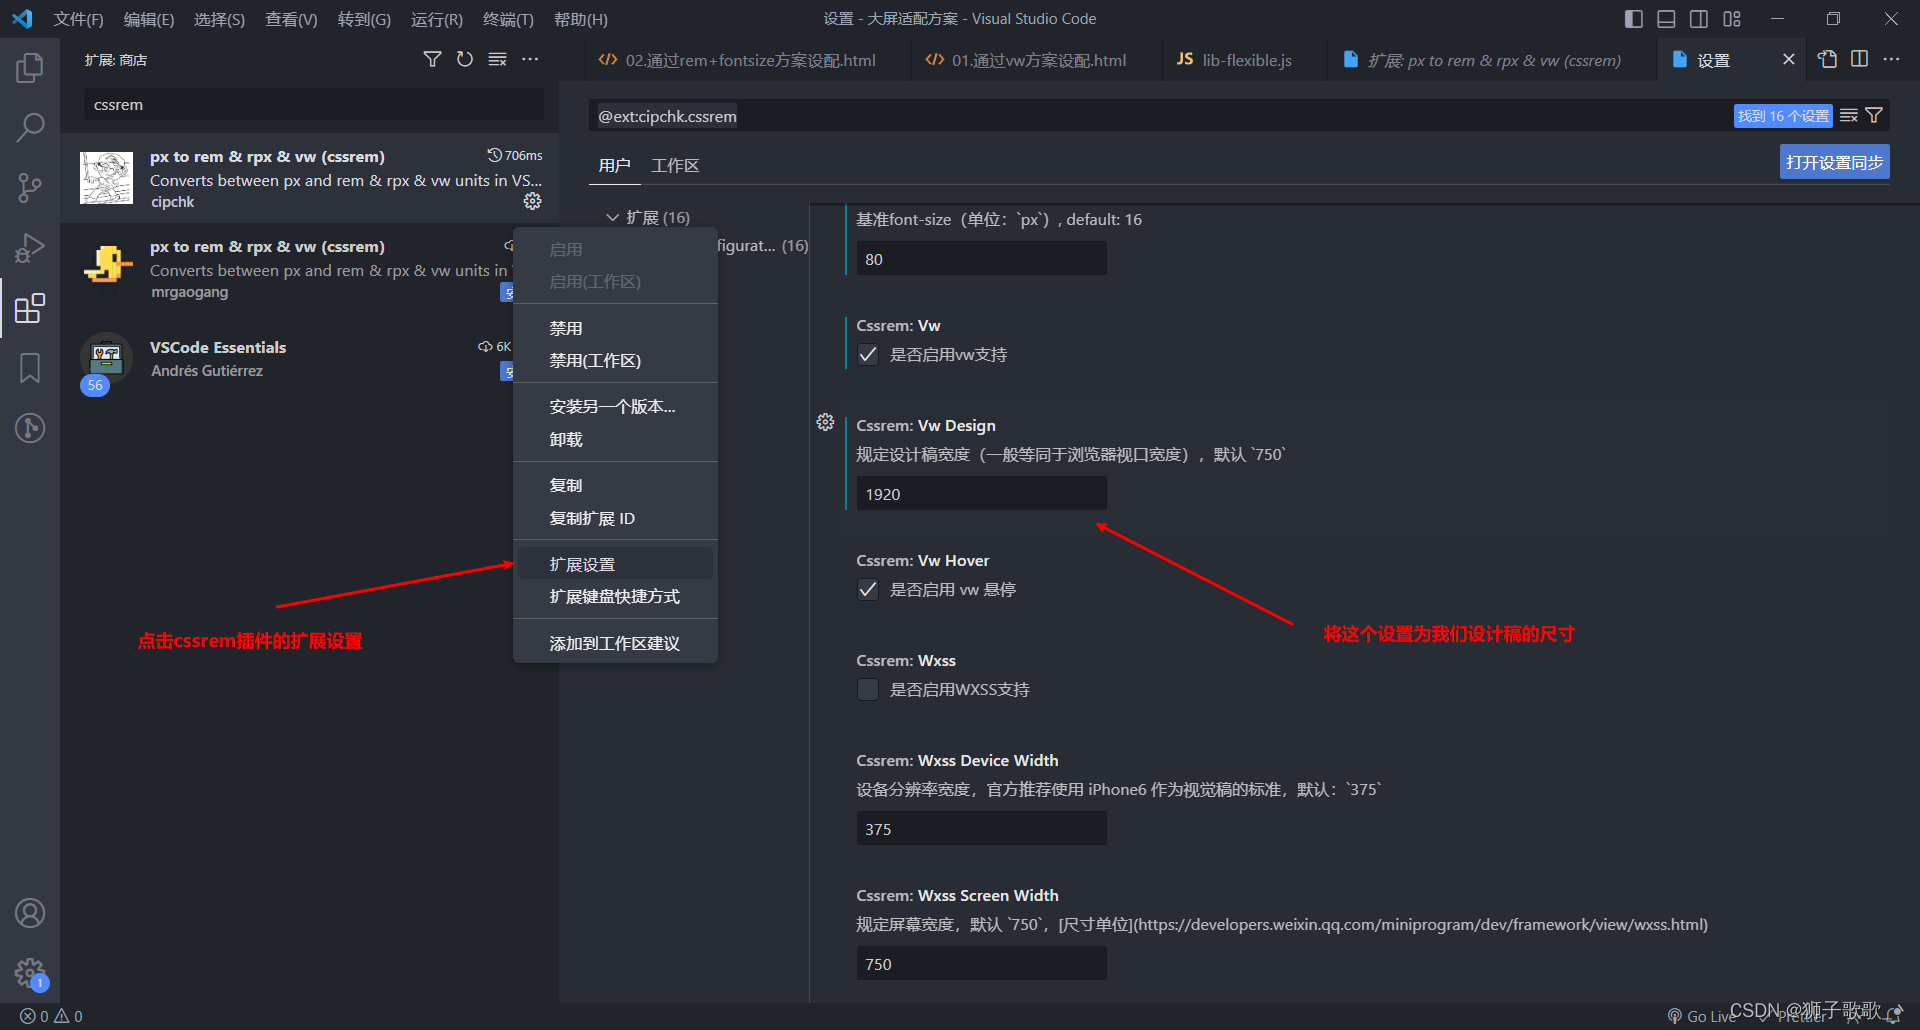 文件(F) 编辑(E) 选择(S) 查看(V) 转到(G) 运行(R) 终端(T) 帮助(H) 设置 - 大屏适配方案 - Visual Studio Code
扩展: 商店
02.通过rem+fontsize方案设配.html 01.通过vw方案设配.html JS lib-flexible.js 扩展: px to rem & rpx & vw (cssrem) 设置
cssrem
@ext:cipchk.cssrem 找到 16 个设置
px to rem & rpx & vw (cssrem) 706ms
Converts between px and rem & rpx & vw units in VS...
cipchk
用户 工作区 打开设置同步
px to rem & rpx & vw (cssrem)
Converts between px and rem & rpx & vw units in
mrgaogang
VSCode Essentials 6K
Andrés Gutiérrez
56
扩展 (16)
figurat... (16)
启用
启用(工作区)
禁用
禁用(工作区)
安装另一个版本...
卸载
复制
复制扩展 ID
扩展设置
扩展键盘快捷方式
添加到工作区建议
点击cssrem插件的扩展设置
基准font-size（单位：`px`）, default: 16
80
Cssrem: Vw
是否启用vw支持
Cssrem: Vw Design
规定设计稿宽度（一般等同于浏览器视口宽度），默认 `750`
1920
Cssrem: Vw Hover
是否启用 vw 悬停
将这个设置为我们设计稿的尺寸
Cssrem: Wxss
是否启用WXSS支持
Cssrem: Wxss Device Width
设备分辨率宽度，官方推荐使用 iPhone6 作为视觉稿的标准，默认：`375`
375
Cssrem: Wxss Screen Width
规定屏幕宽度，默认 `750`，[尺寸单位](https://developers.weixin.qq.com/miniprogram/dev/framework/view/wxss.html)
750
1
0 0 Go Live Prettier
CSDN @狮子歌歌